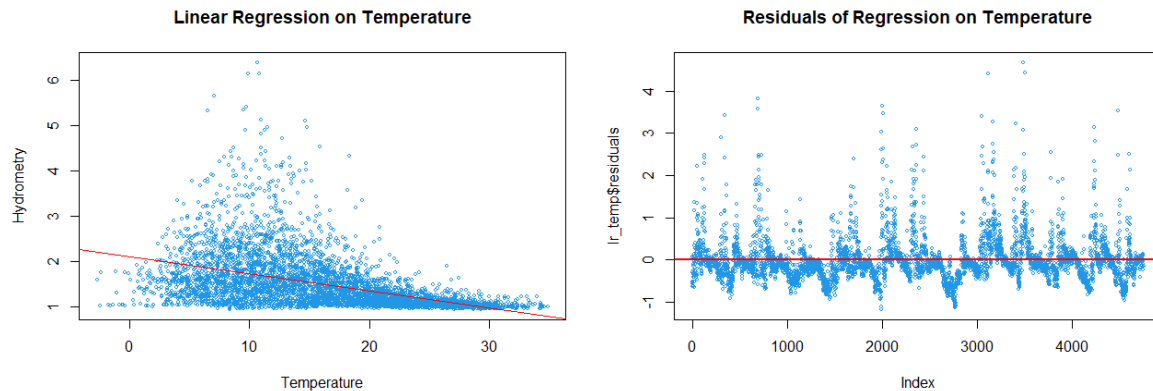 Linear Regression on Temperature
Hydrometry
6
5
4
3
2
1
0 10 20 30
Temperature
Residuals of Regression on Temperature
lr_temp$residuals
4
3
2
1
0
-1
0 1000 2000 3000 4000
Index